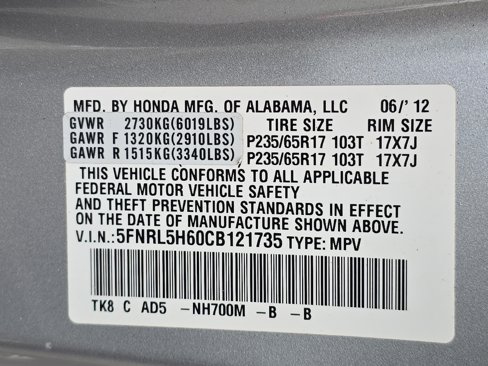 MFD. BY HONDA MFG. OF ALABAMA, LLC 06/'12
GVWR 2730KG(6019LBS) TIRE SIZE RIM SIZE
GAWR F 1320KG(2910LBS) P235/65R17 103T 17X7J
GAWR R 1515KG(3340LBS) P235/65R17 103T 17X7J
THIS VEHICLE CONFORMS TO ALL APPLICABLE
FEDERAL MOTOR VEHICLE SAFETY
AND THEFT PREVENTION STANDARDS IN EFFECT
ON THE DATE OF MANUFACTURE SHOWN ABOVE.
V.I.N.:5FNRL5H60CB121735 TYPE: MPV
TK8 C AD5 -NH700M -B -B